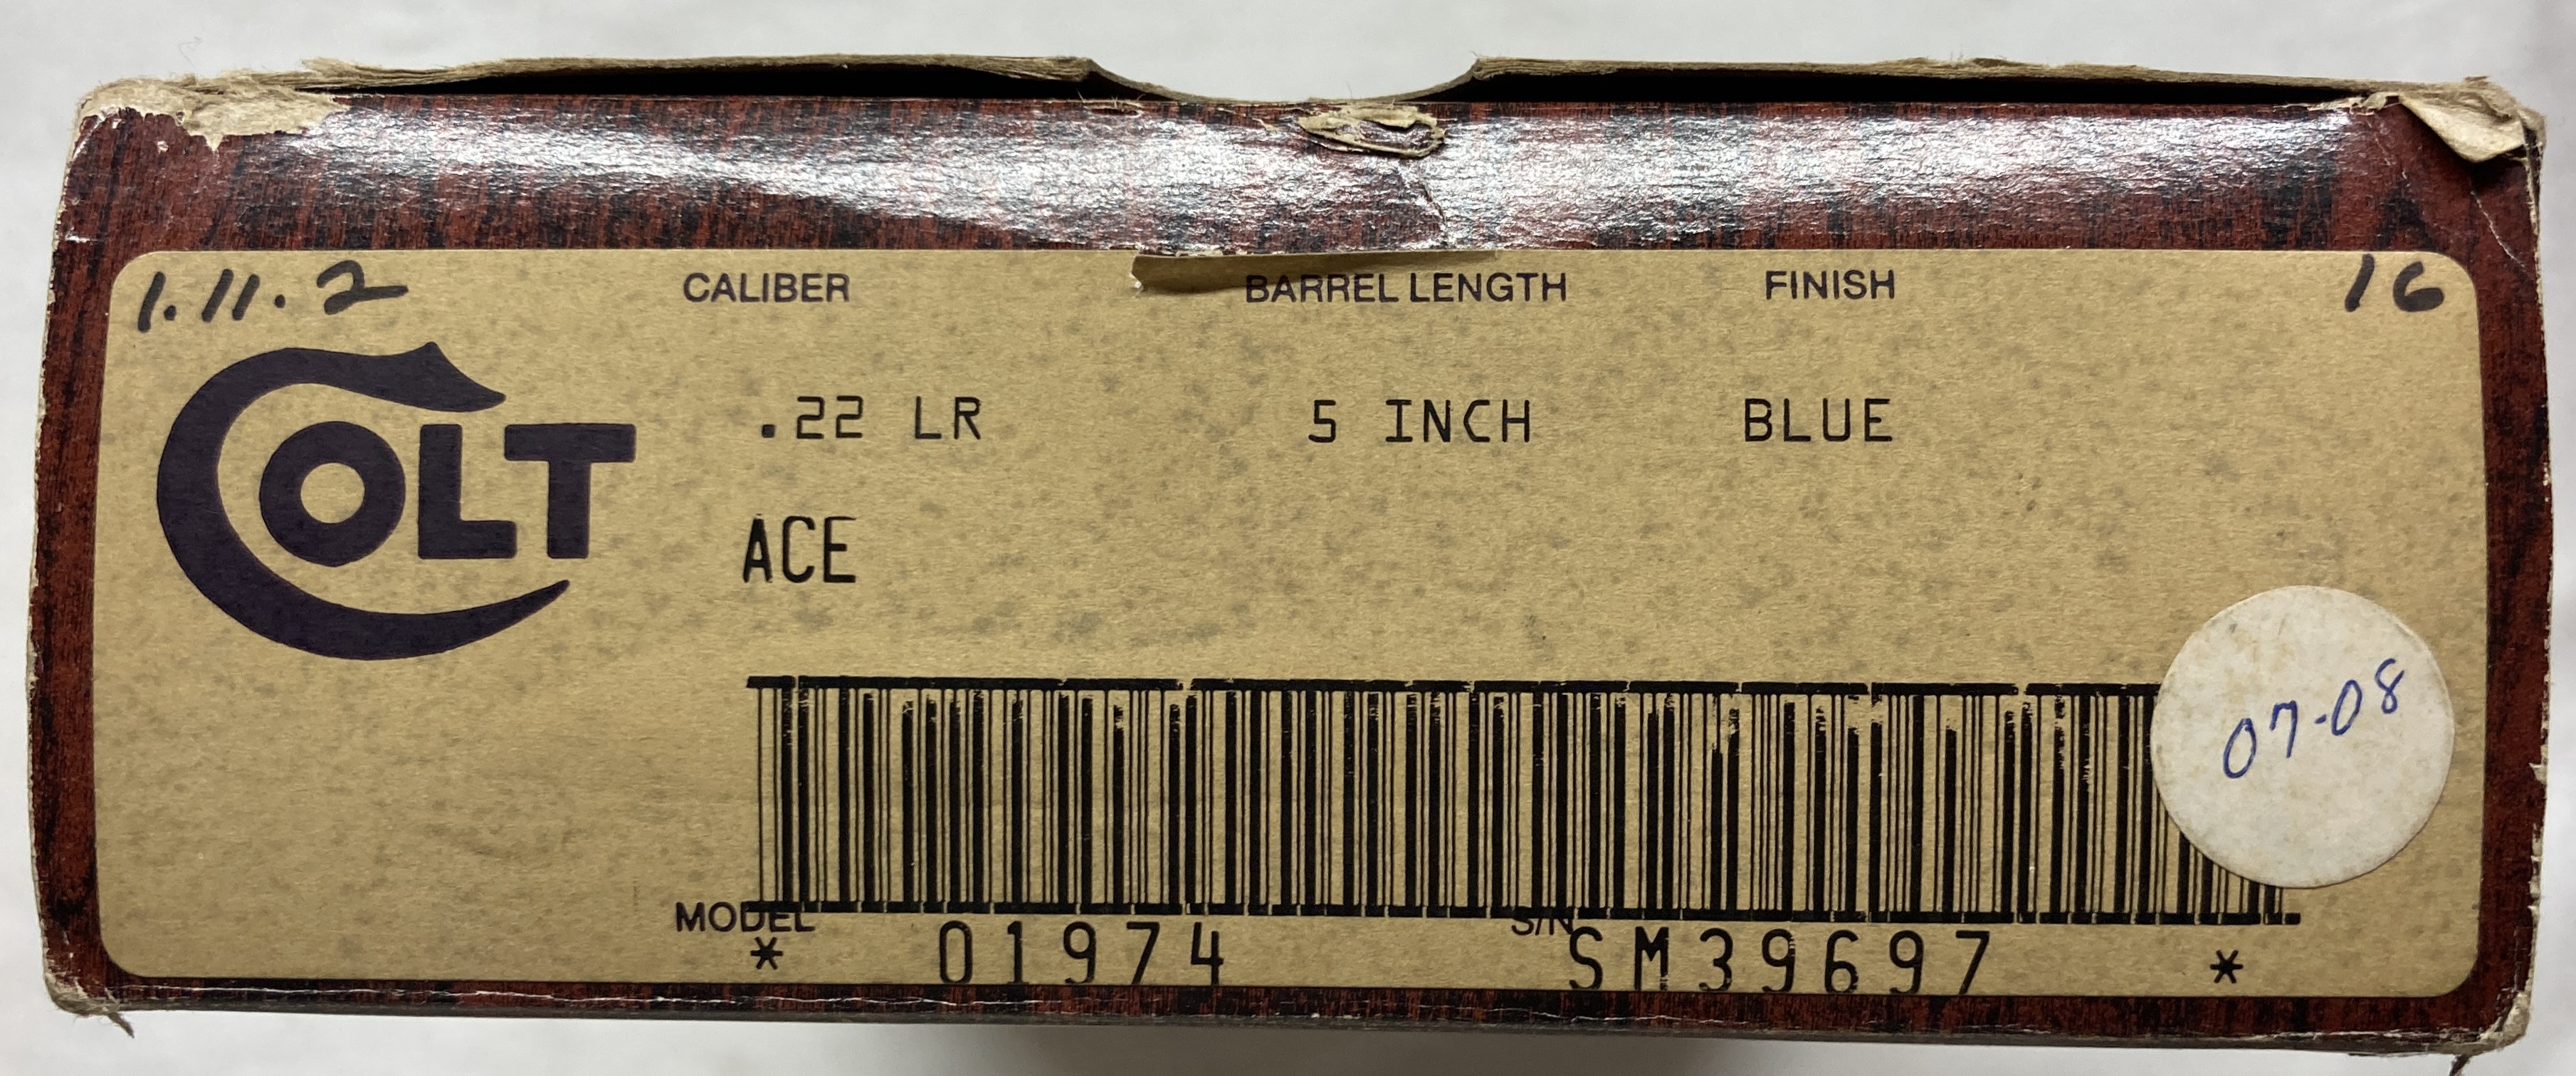 1.11.2 CALIBER BARREL LENGTH FINISH 16
COLT
.22 LR 5 INCH BLUE
ACE
07-08
MODEL S/N
* 01974 SM39697 *